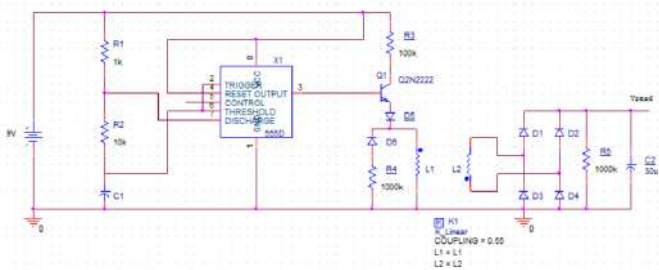 R1
1k
R2
10k
C1
9V
0
X1
8
VCC
2
TRIGGER
4
RESET OUTPUT
3
5
CONTROL
6
THRESHOLD
7
DISCHARGE
GND
1
555D
R3
100k
Q1
Q2N2222
D5
D6
R4
1000k
L1
L2
K K1
K_Linear
COUPLING = 0.55
L1 = L1
L2 = L2
D1
D2
D3
D4
0
R5
1000k
C2
30u